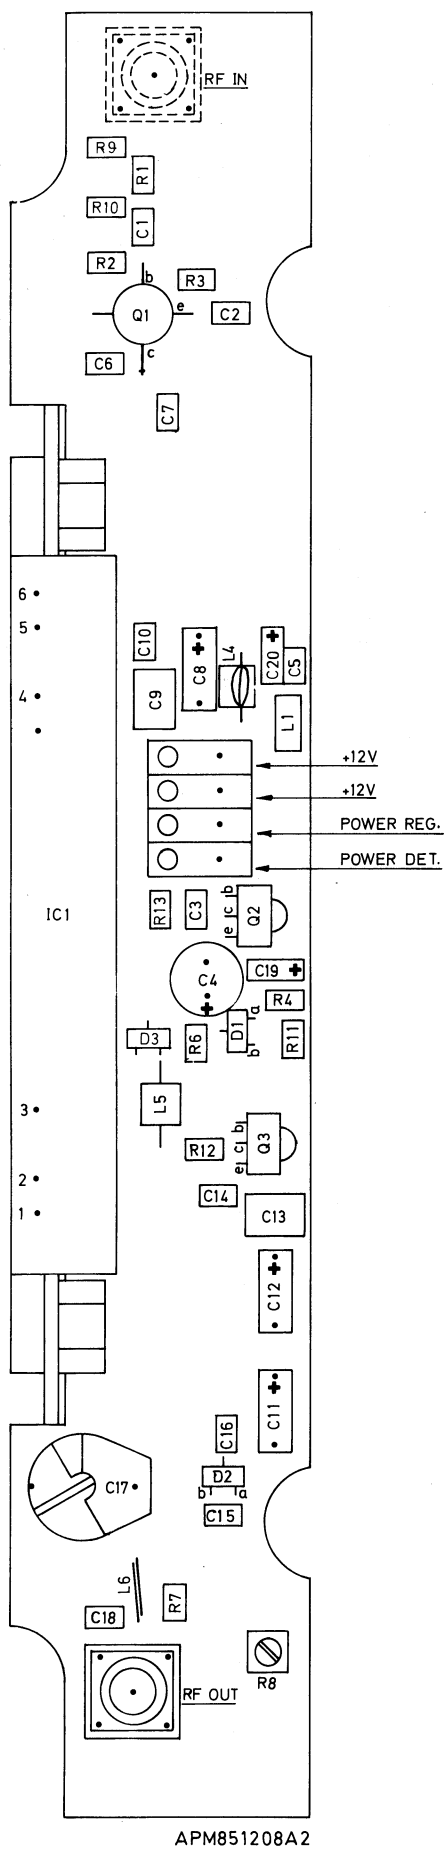 RF IN
R9
R1
R10
C1
R2
b
R3
Q1
e
C2
c
C6
C7
6
5
C10
+
C8
L4
+
C20
C5
4
C9
L1
+12V
+12V
POWER REG.
POWER DET.
IC1
R13
C3
b
c
e
Q2
C4
+
C19 +
R4
a
D1
b
D3
R6
R11
L5
3
b
c
e
Q3
R12
2
C14
1
C13
+
C12
+
C11
C16
C17
D2
b
a
C15
L6
R7
C18
R8
RF OUT
APM851208A2